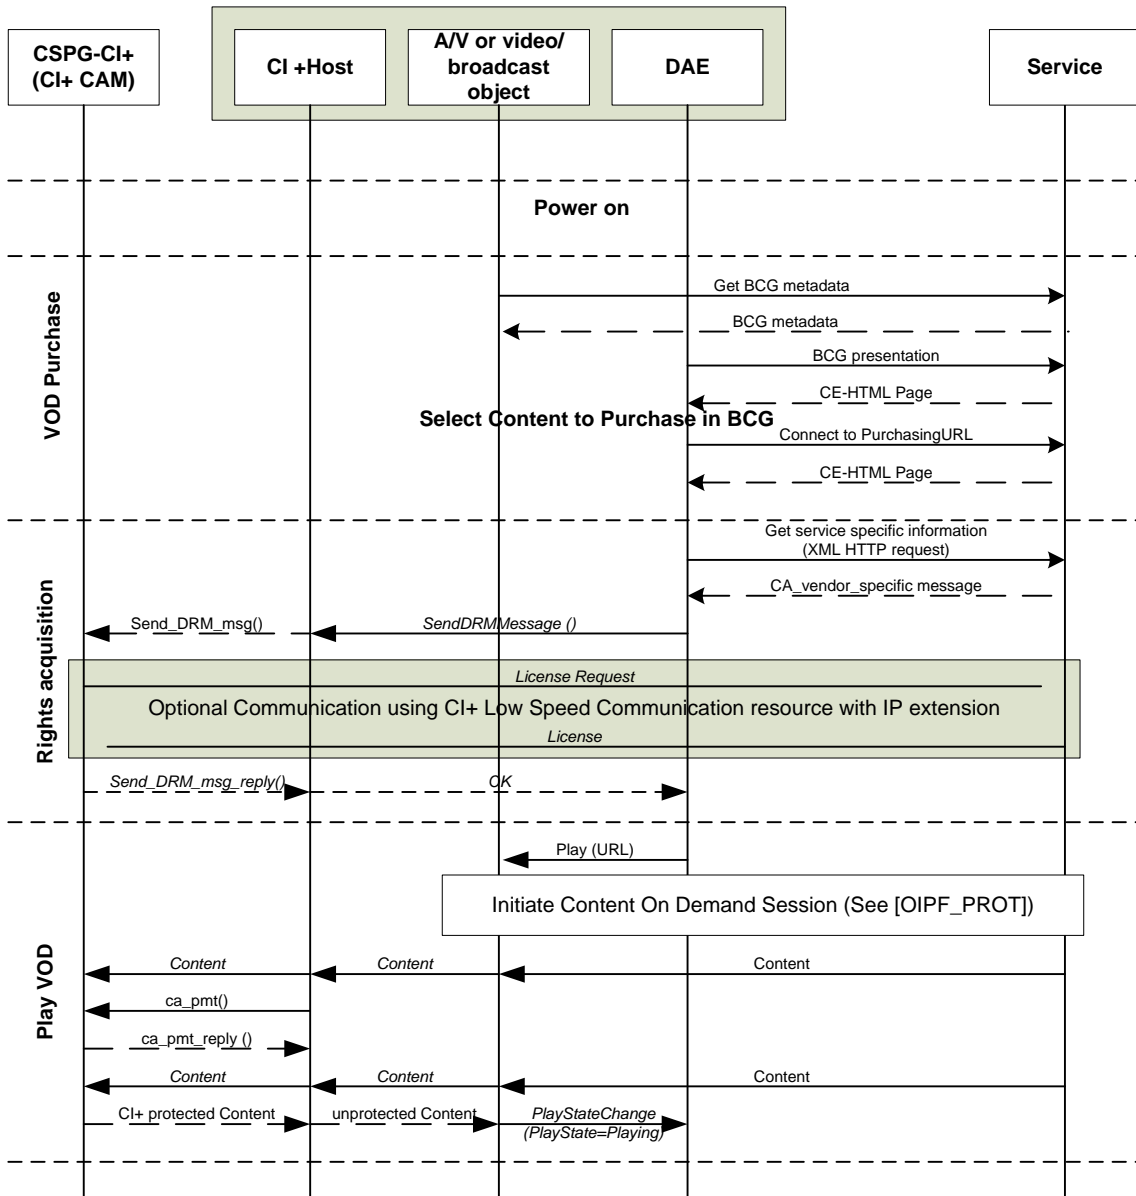 CSPG-CI+
(CI+ CAM)
CI +Host
A/V or video/
broadcast
object
DAE
Service
Power on
VOD Purchase
Get BCG metadata
BCG metadata
BCG presentation
CE-HTML Page
Select Content to Purchase in BCG
Connect to PurchasingURL
CE-HTML Page
Rights acquisition
Get service specific information
(XML HTTP request)
CA_vendor_specific message
Send_DRM_msg()
SendDRMMessage ()
License Request
Optional Communication using CI+ Low Speed Communication resource with IP extension
License
Send_DRM_msg_reply()
OK
Play VOD
Play (URL)
Initiate Content On Demand Session (See [OIPF_PROT])
Content
Content
Content
ca_pmt()
ca_pmt_reply ()
Content
Content
Content
CI+ protected Content
unprotected Content
PlayStateChange
(PlayState=Playing)